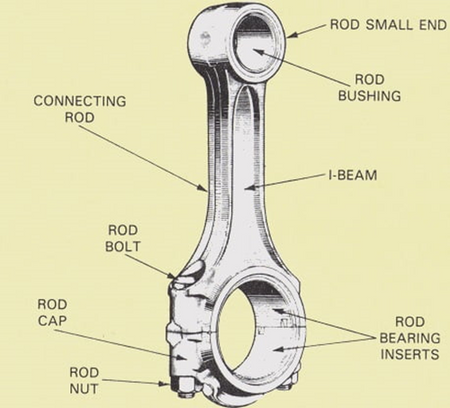 ROD SMALL END
ROD
BUSHING
CONNECTING
ROD
I-BEAM
ROD
BOLT
ROD
CAP
ROD
BEARING
INSERTS
ROD
NUT